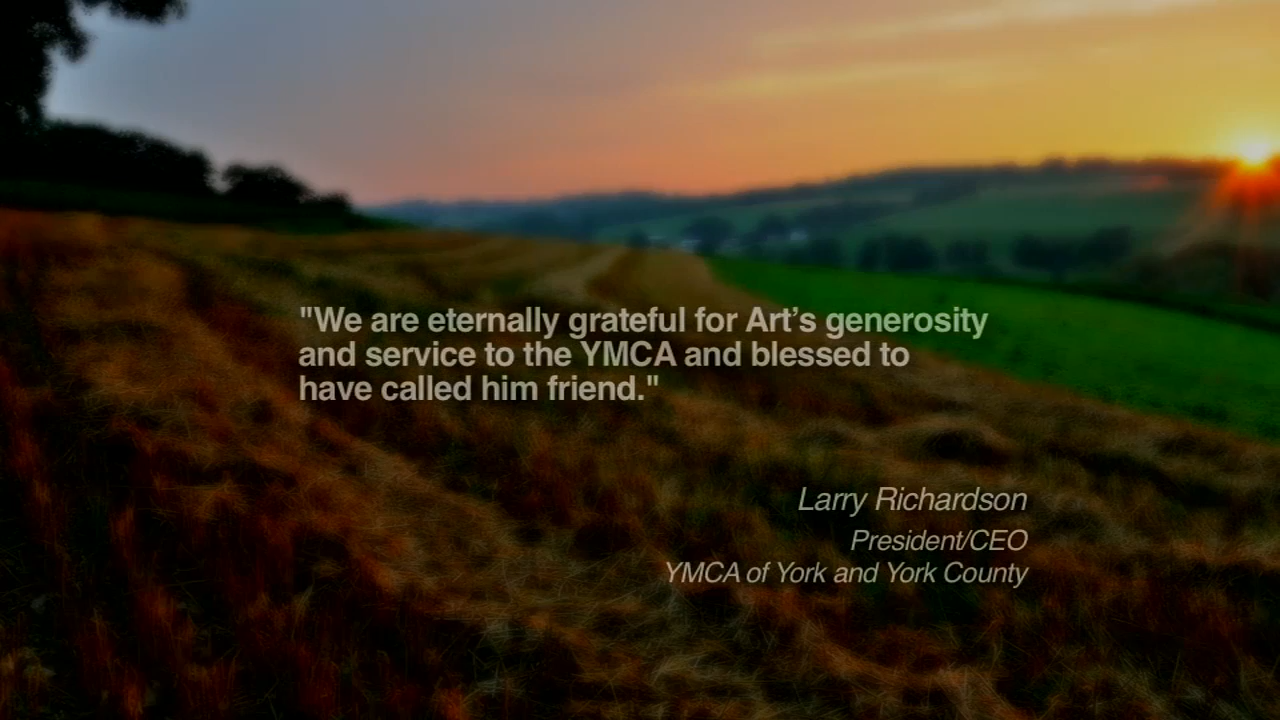 "We are eternally grateful for Art’s generosity
and service to the YMCA and blessed to
have called him friend."
Larry Richardson
President/CEO
YMCA of York and York County